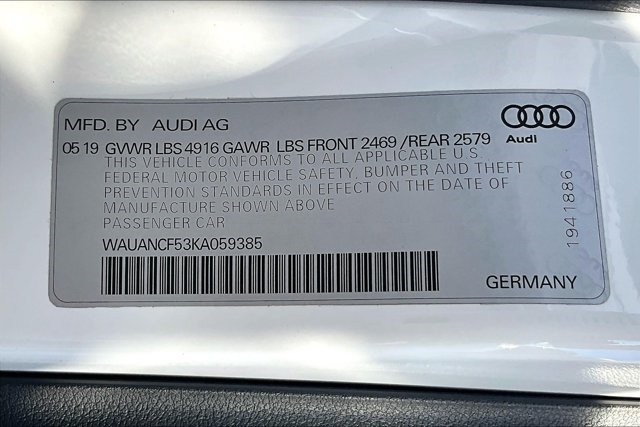 MFD. BY AUDI AG
Audi
05 19 GVWR LBS 4916 GAWR LBS FRONT 2469 /REAR 2579
THIS VEHICLE CONFORMS TO ALL APPLICABLE U.S.
FEDERAL MOTOR VEHICLE SAFETY, BUMPER AND THEFT
PREVENTION STANDARDS IN EFFECT ON THE DATE OF
MANUFACTURE SHOWN ABOVE
PASSENGER CAR
WAUANCF53KA059385
GERMANY
1941886